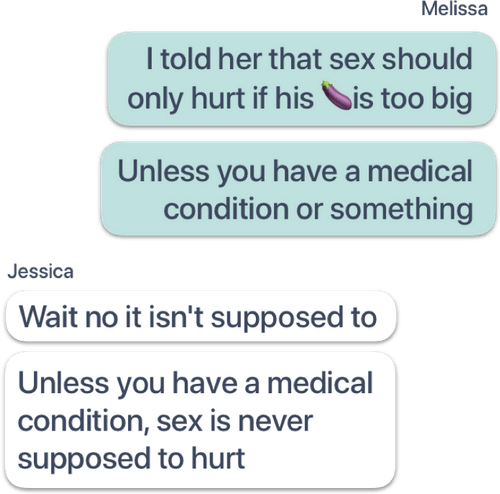 Melissa
I told her that sex should
only hurt if his 🍆is too big
Unless you have a medical
condition or something
Jessica
Wait no it isn't supposed to
Unless you have a medical
condition, sex is never
supposed to hurt